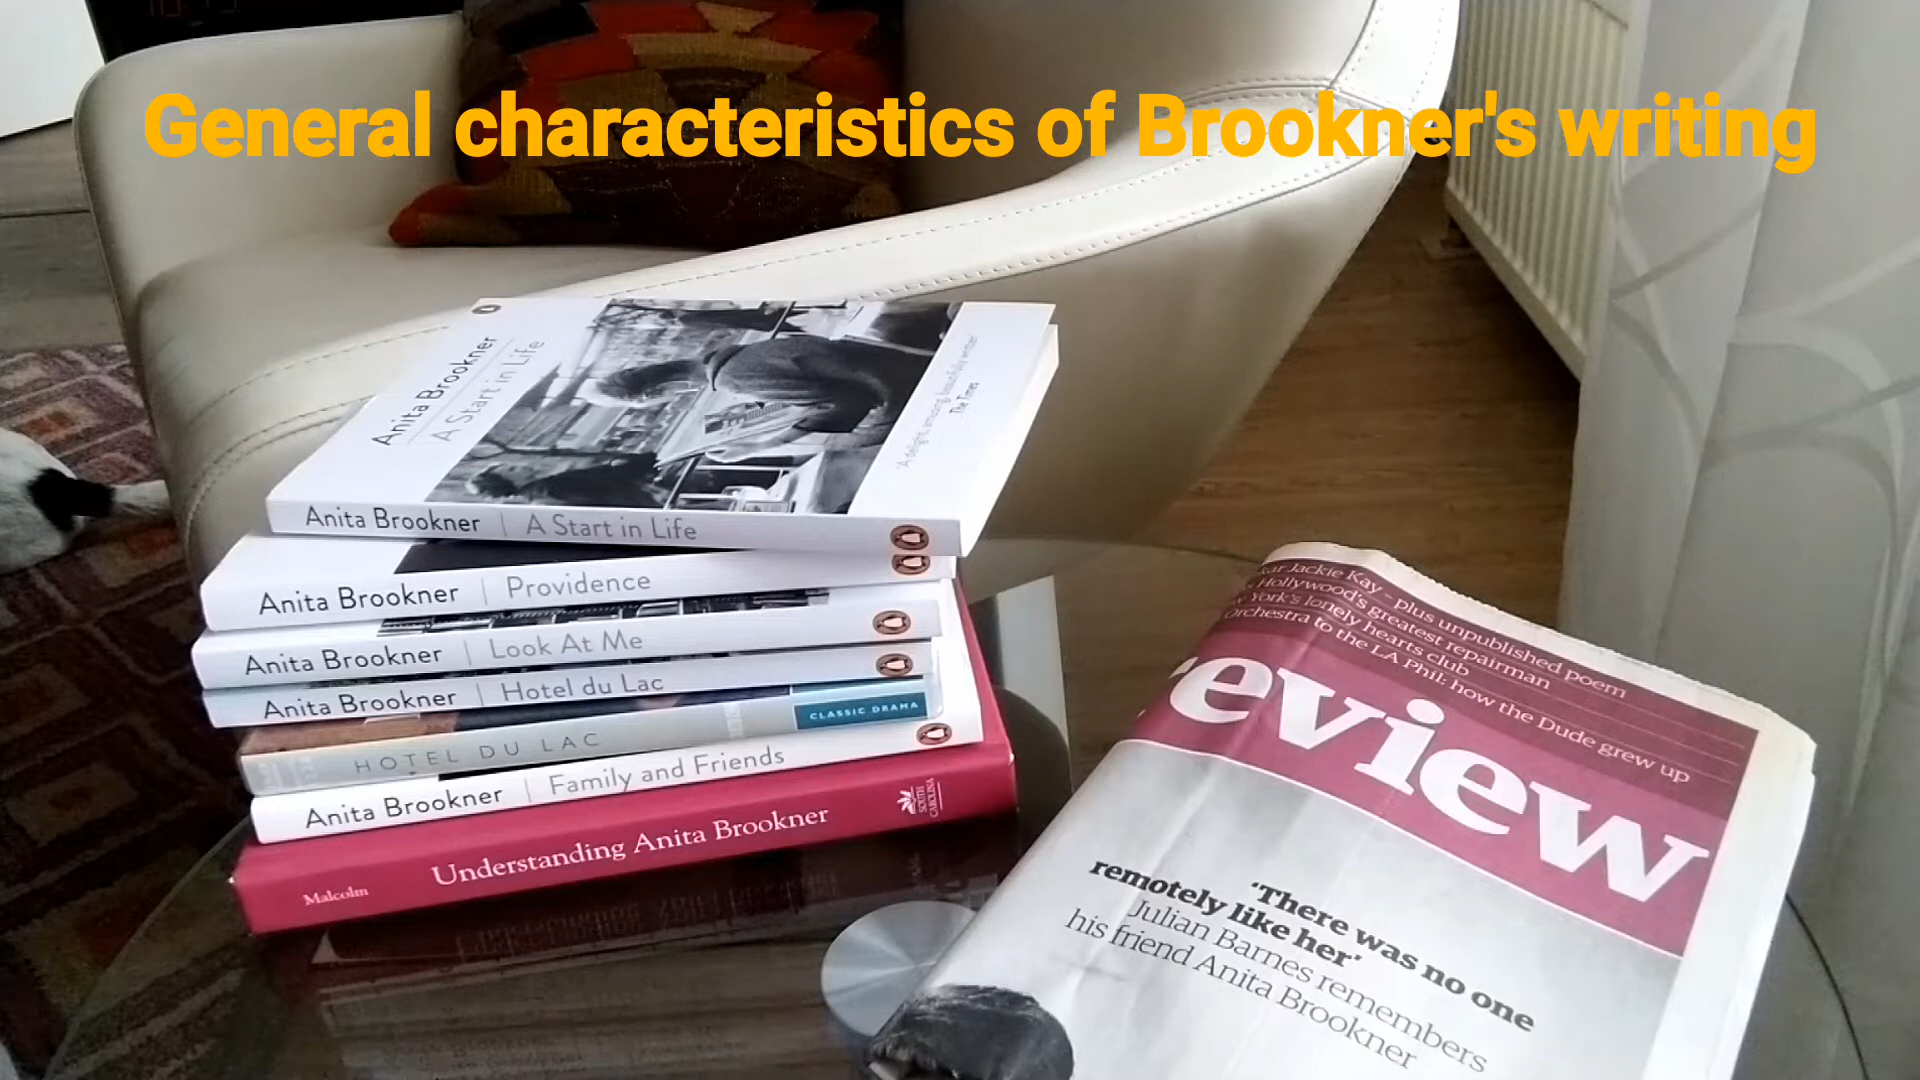 General characteristics of Brookner's writing
Anita Brookner
A Start in Life
'A delight, amusing, beautifully written'
The Times
Anita Brookner | A Start in Life
Anita Brookner | Providence
Anita Brookner | Look At Me
Anita Brookner | Hotel du Lac
HOTEL DU LAC
CLASSIC DRAMA
Anita Brookner | Family and Friends
Malcolm
Understanding Anita Brookner
SOUTH
CAROLINA
Jackie Kay – plus unpublished poem
Hollywood's greatest repairman
York's lonely hearts club
Orchestra to the LA Phil: how the Dude grew up
eview
'There was no one
remotely like her'
Julian Barnes remembers
his friend Anita Brookner